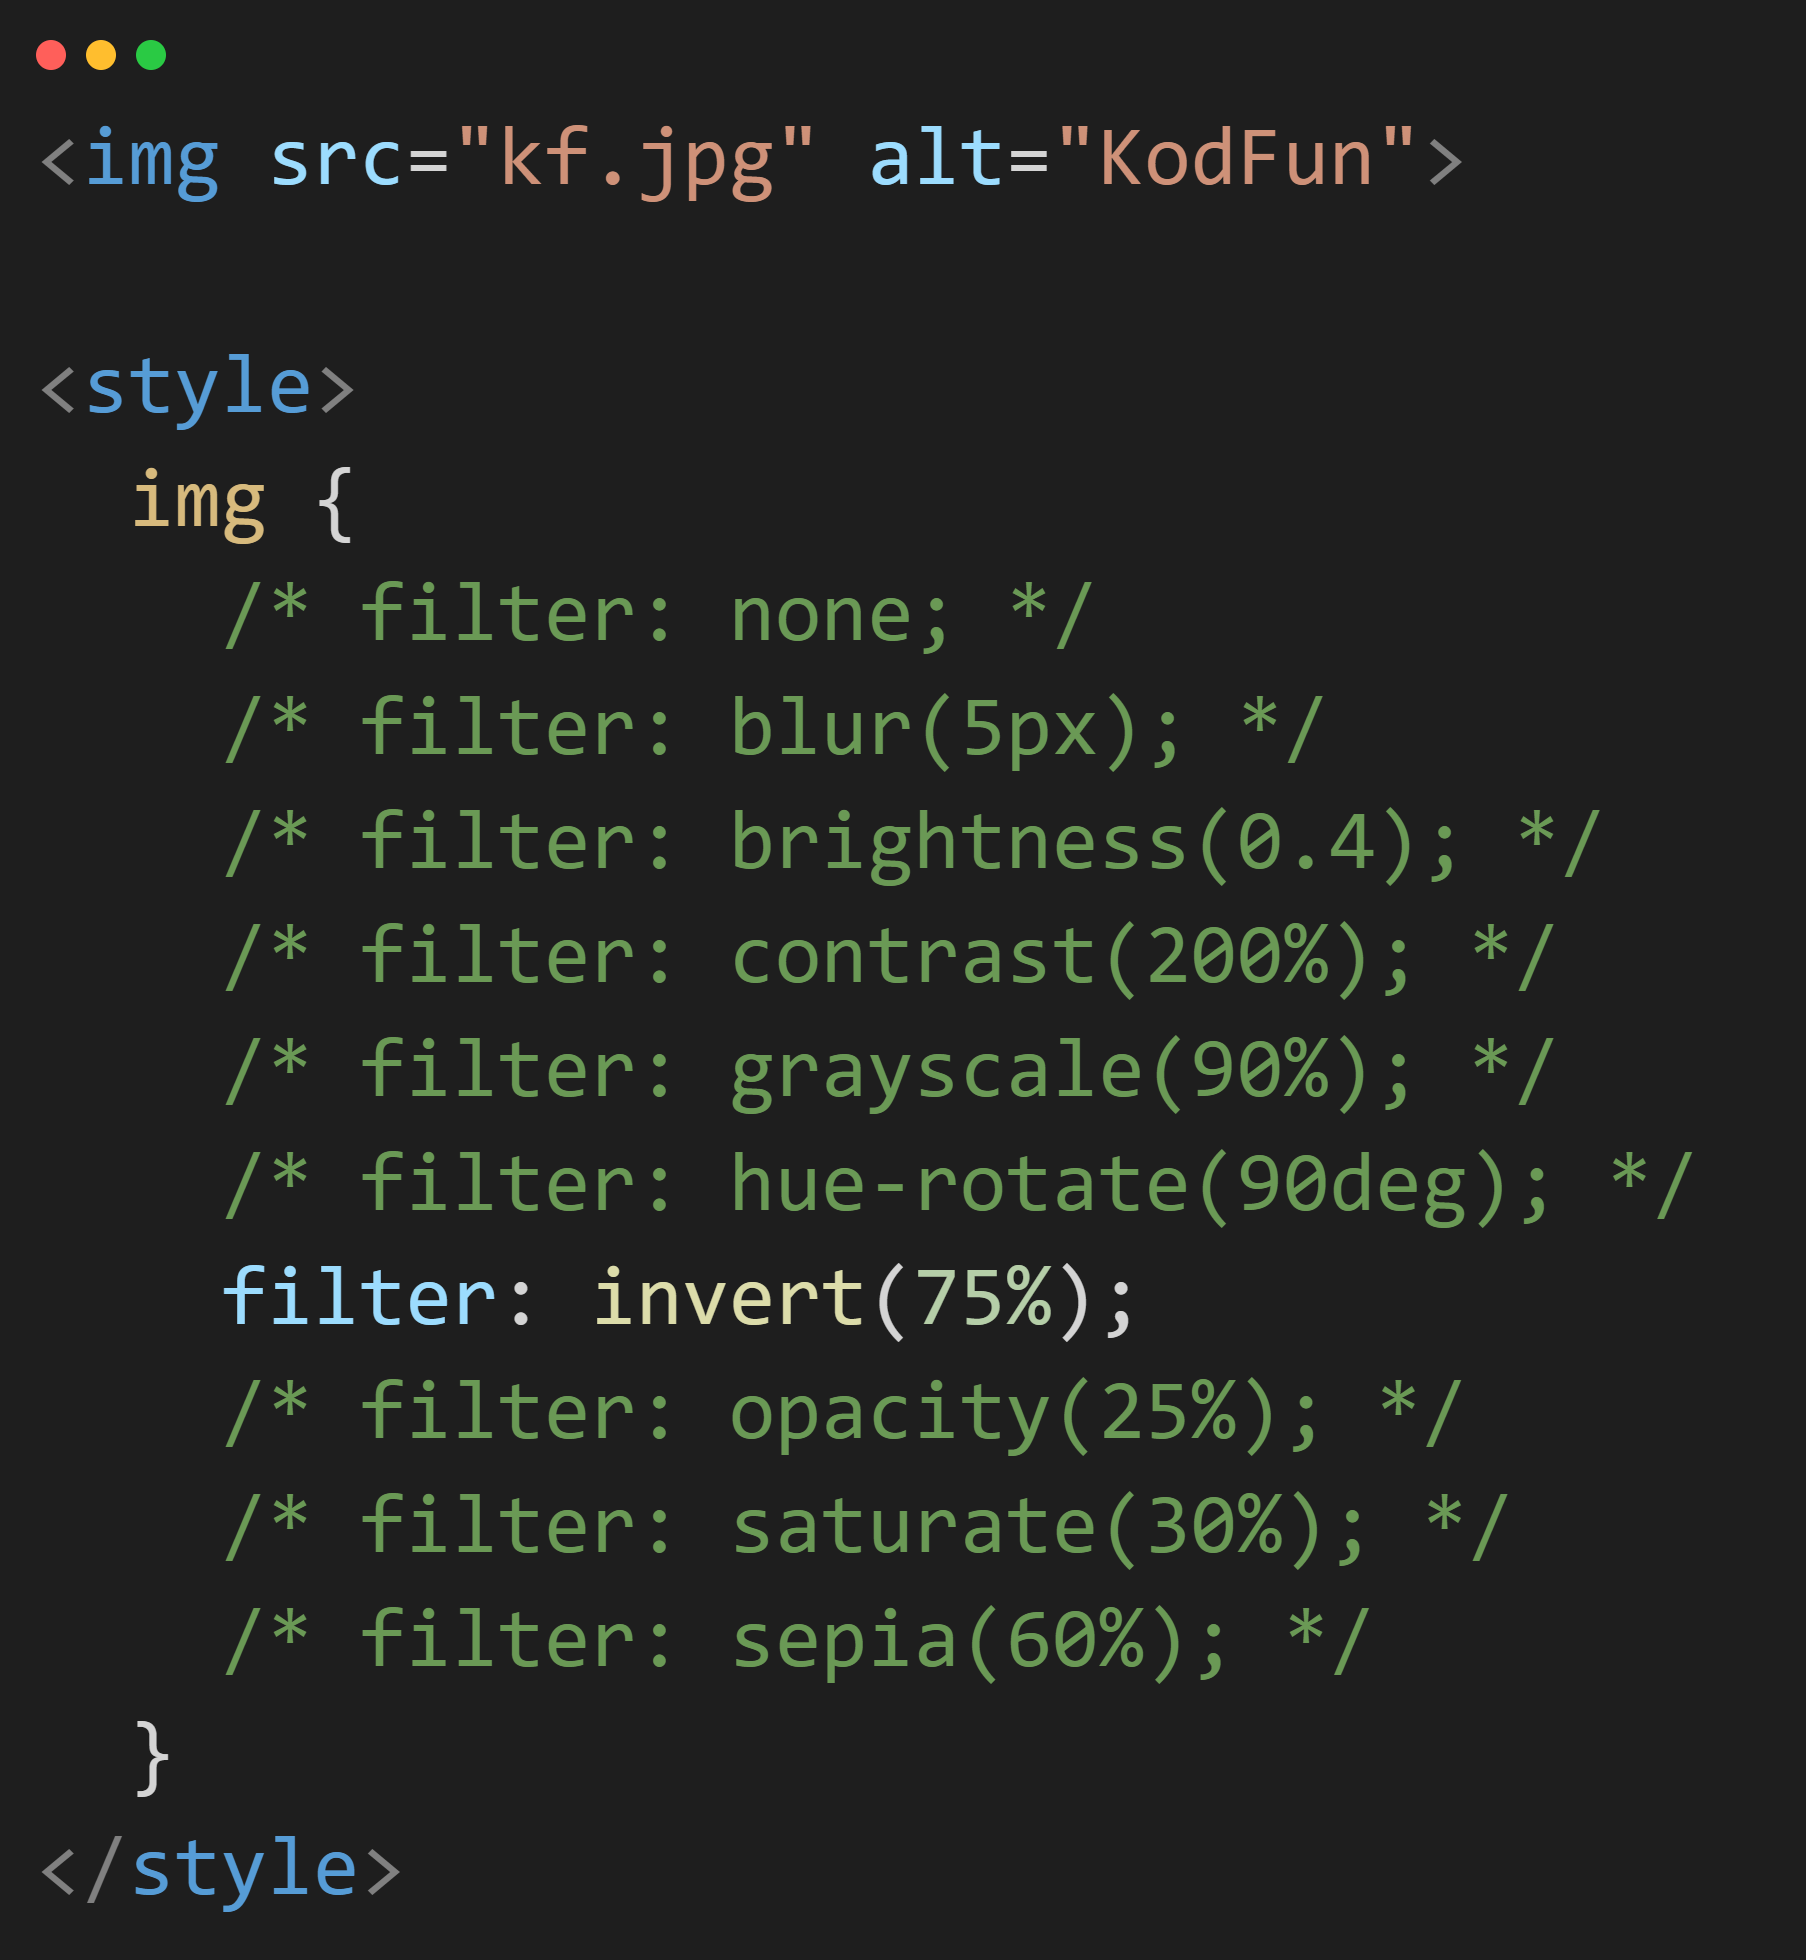 <img src="kf.jpg" alt="KodFun">
<style>
img {
/* filter: none; */
/* filter: blur(5px); */
/* filter: brightness(0.4); */
/* filter: contrast(200%); */
/* filter: grayscale(90%); */
/* filter: hue-rotate(90deg); */
filter: invert(75%);
/* filter: opacity(25%); */
/* filter: saturate(30%); */
/* filter: sepia(60%); */
}
</style>